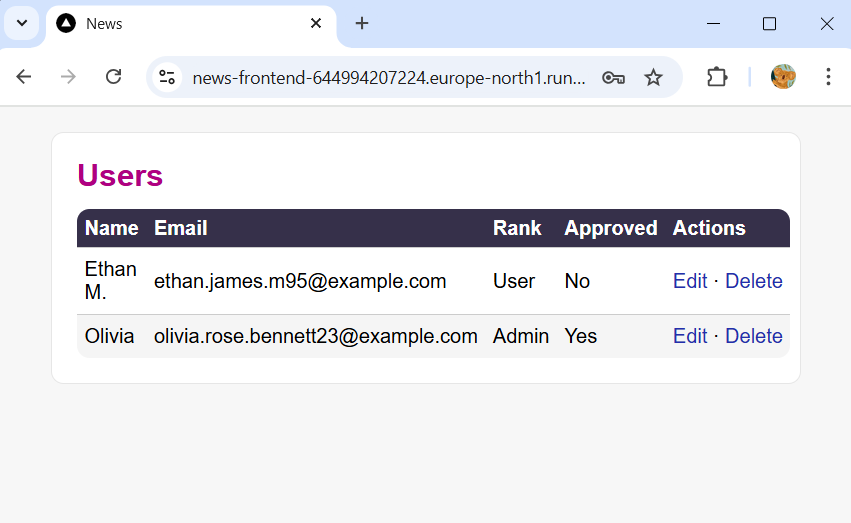 News
news-frontend-644994207224.europe-north1.run...
Users
Name Email Rank Approved Actions
Ethan M. ethan.james.m95@example.com User No Edit · Delete
Olivia olivia.rose.bennett23@example.com Admin Yes Edit · Delete